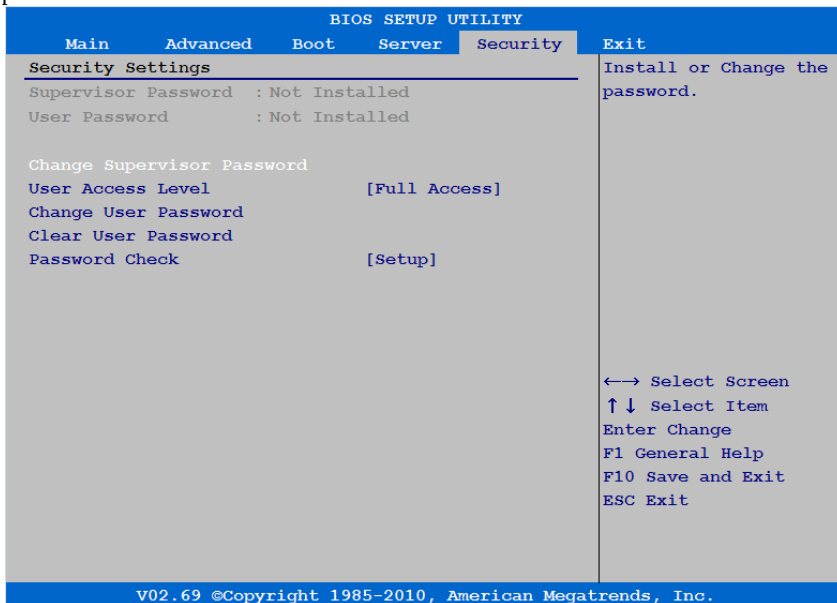 BIOS SETUP UTILITY
Main Advanced Boot Server Security Exit
Security Settings
Supervisor Password : Not Installed
User Password : Not Installed
Change Supervisor Password
User Access Level [Full Access]
Change User Password
Clear User Password
Password Check [Setup]
Install or Change the
password.
←→ Select Screen
↑↓ Select Item
Enter Change
F1 General Help
F10 Save and Exit
ESC Exit
V02.69 ©Copyright 1985-2010, American Megatrends, Inc.